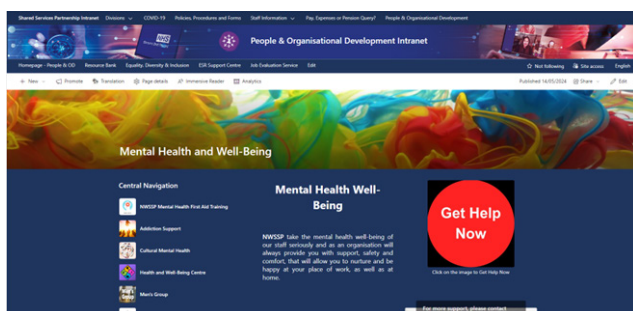 Shared Services Partnership Intranet Divisions COVID-19 Policies, Procedures and Forms Staff Information Pay, Expenses or Pension Query? People & Organisational Development
NHS
People & Organisational Development Intranet
Homepage - People & OD Resource Bank Equality, Diversity & Inclusion ESR Support Centre Job Evaluation Service Edit Not following Site access English
New Promote Translation Page details Immersive Reader Analytics Published 16/05/2024 Share Edit
Mental Health and Well-Being
Central Navigation
NWSSP Mental Health First Aid Training
Addiction Support
Cultural Mental Health
Health and Well-Being Centre
Men's Group
Mental Health Well-
Being
NWSSP take the mental health well-being of
our staff seriously and as an organisation will
always provide you with support, safety and
comfort, that will allow you to nurture and be
happy at your place of work, as well as at
home.
Get Help
Now
Click on the image to Get Help Now
For more support, please contact